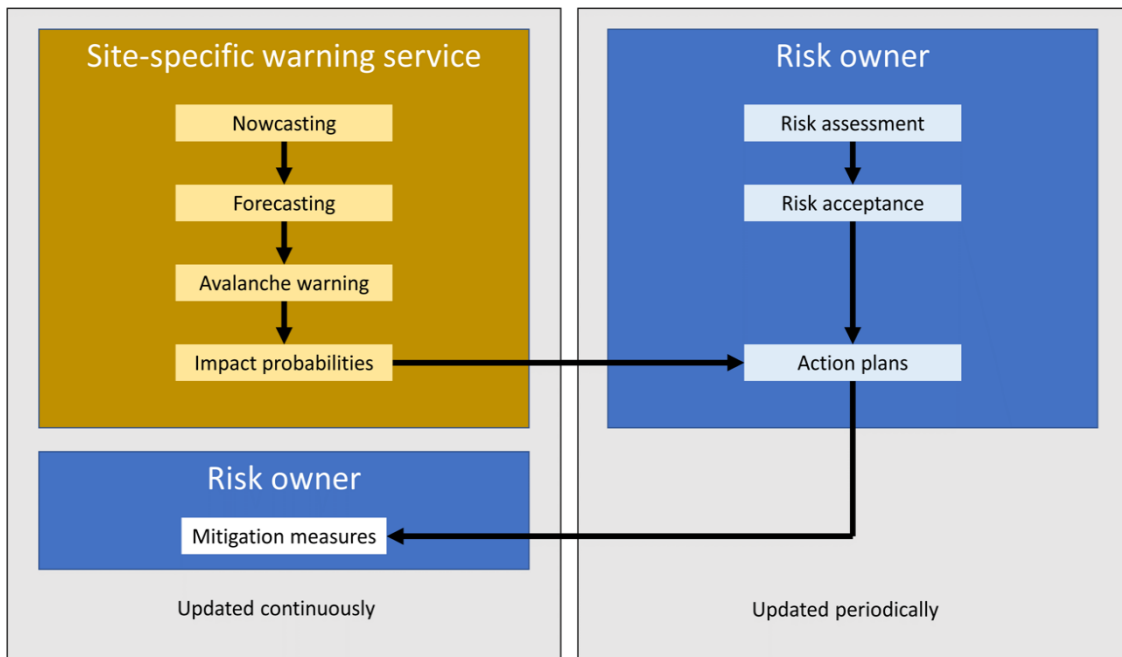 Site-specific warning service
Nowcasting
Forecasting
Avalanche warning
Impact probabilities
Risk owner
Mitigation measures
Updated continuously
Risk owner
Risk assessment
Risk acceptance
Action plans
Updated periodically